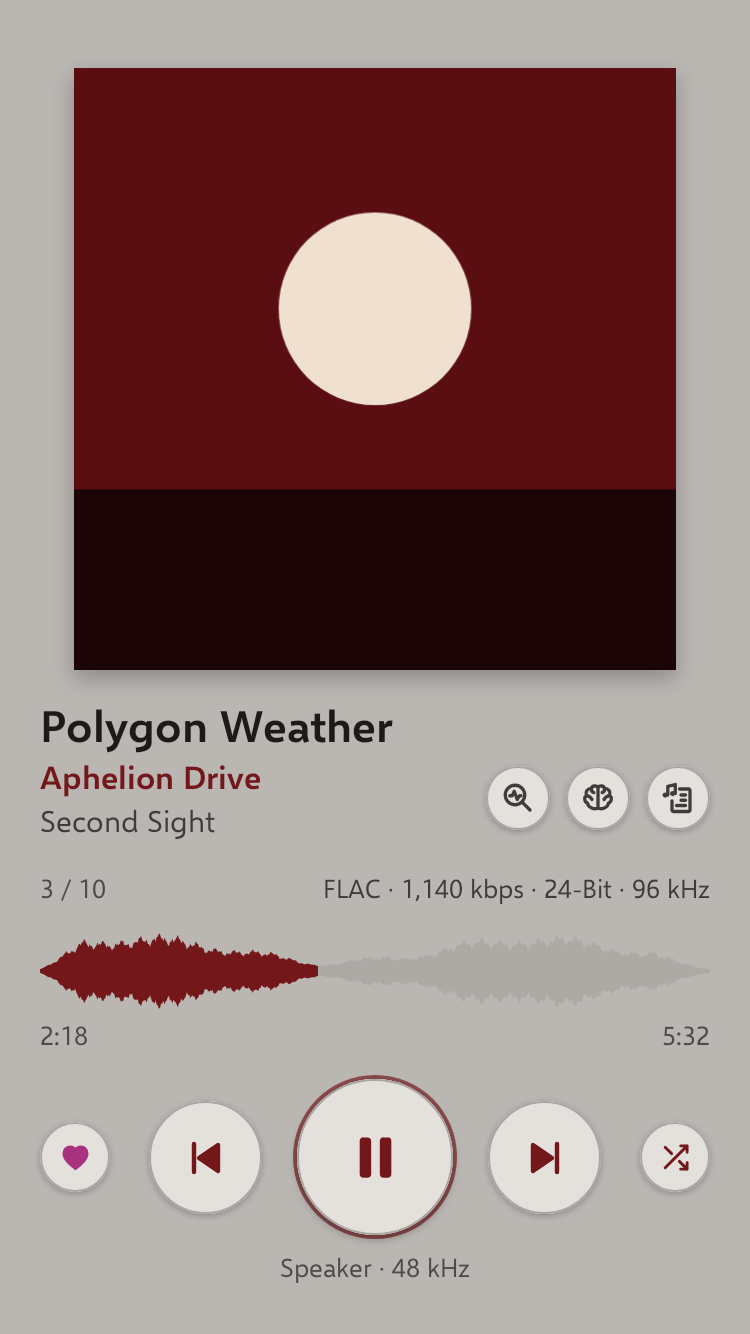 Polygon Weather
Aphelion Drive
Second Sight
3 / 10
FLAC · 1,140 kbps · 24-Bit · 96 kHz
2:18
5:32
Speaker · 48 kHz